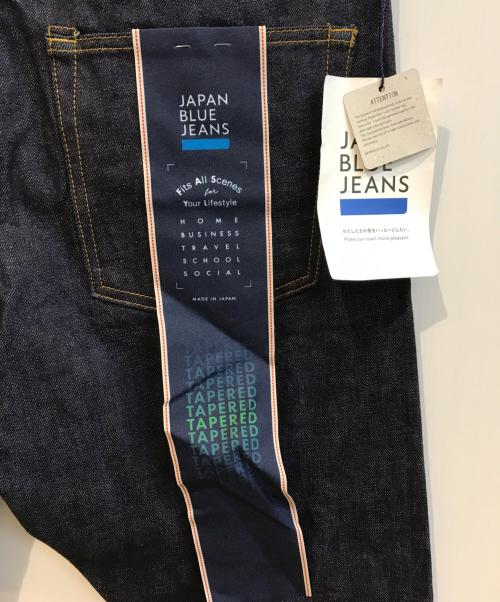 JAPAN
BLUE
JEANS
Fits All Scenes
for
Your Lifestyle
HOME
BUSINESS
TRAVEL
SCHOOL
SOCIAL
MADE IN JAPAN
TAPERED
TAPERED
TAPERED
TAPERED
TAPERED
TAPERED
TAPERED
TAPERED
TAPERED
ATTENTION
JA
BL
JEANS
わたしたちの街をハッピーにしたい。
Make our town more pleasant.